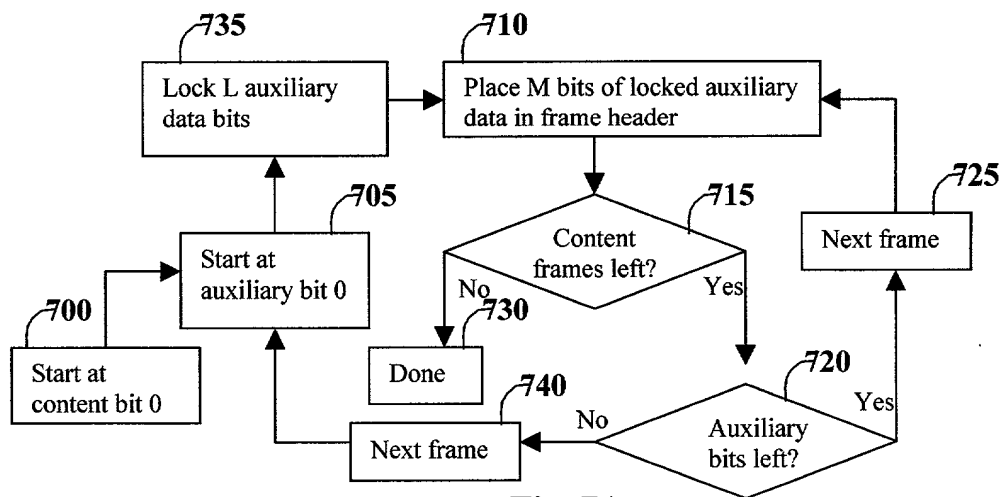 735
Lock L auxiliary
data bits
710
Place M bits of locked auxiliary
data in frame header
705
Start at
auxiliary bit 0
700
Start at
content bit 0
715
Content
frames left?
No
Yes
725
Next frame
730
Done
740
Next frame
720
Auxiliary
bits left?
No
Yes